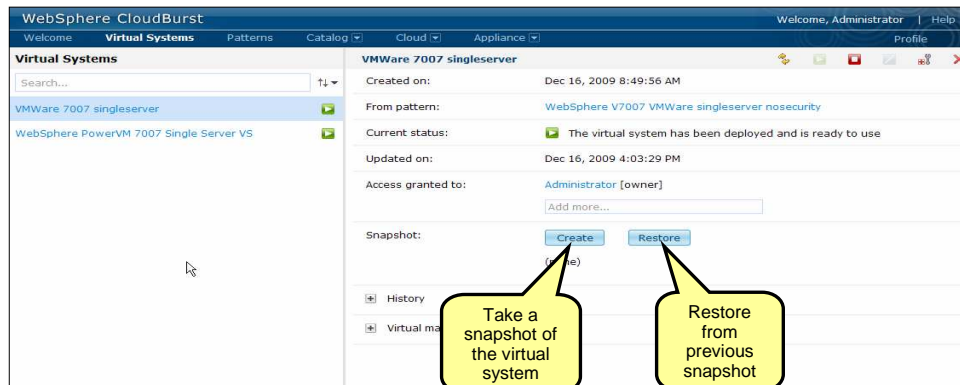 WebSphere CloudBurst
Welcome, Administrator | Help
Welcome Virtual Systems Patterns Catalog Cloud Appliance Profile
Virtual Systems
Search...
VMWare 7007 singleserver
WebSphere PowerVM 7007 Single Server VS
VMWare 7007 singleserver
Created on: Dec 16, 2009 8:49:56 AM
From pattern: WebSphere V7007 VMWare singleserver nosecurity
Current status: The virtual system has been deployed and is ready to use
Updated on: Dec 16, 2009 4:03:29 PM
Access granted to: Administrator [owner]
Add more...
Snapshot: Create Restore
History
Virtual
Take a
snapshot of
the virtual
system
Restore
from
previous
snapshot